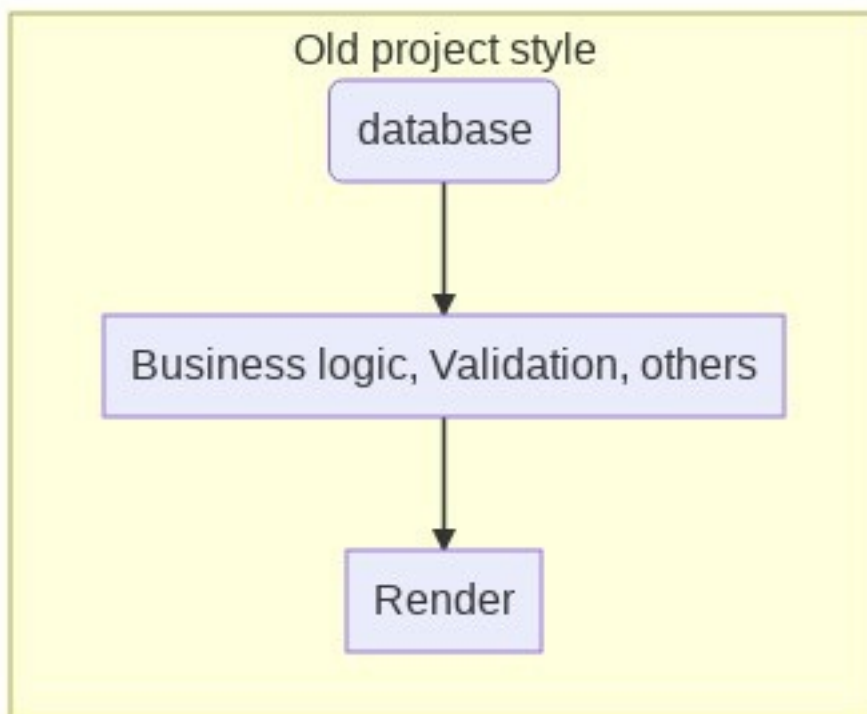 Old project style
database
Business logic, Validation, others
Render